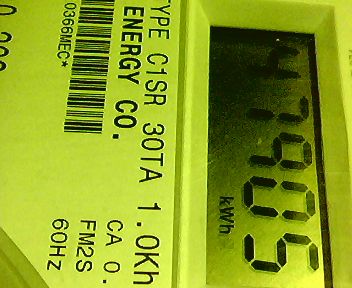 47905
kWh
TYPE C1SR 30TA 1.0Kh
ENERGY CO.
CA 0.
FM2S
0366MEC*
60Hz